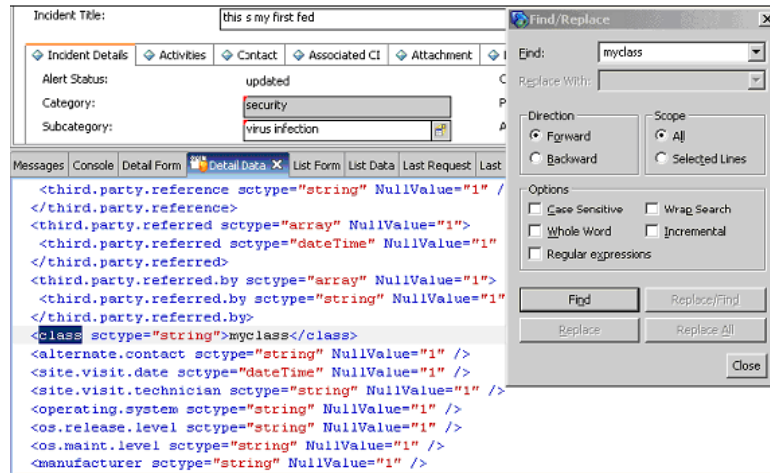 Incident Title: this s my first fed
Incident Details Activities Contact Associated CI Attachment
Alert Status: updated
Category: security
Subcategory: virus infection
Messages Console Detail Form Detail Data List Form List Data Last Request Last
<third.party.reference sctype="string" NullValue="1" /
</third.party.reference>
<third.party.referred sctype="array" NullValue="1">
<third.party.referred sctype="dateTime" NullValue="1"
</third.party.referred>
<third.party.referred.by sctype="array" NullValue="1">
<third.party.referred.by sctype="string" NullValue="1"
</third.party.referred.by>
<class sctype="string">myclass</class>
<alternate.contact sctype="string" NullValue="1" />
<site.visit.date sctype="dateTime" NullValue="1" />
<site.visit.technician sctype="string" NullValue="1" />
<operating.system sctype="string" NullValue="1" />
<os.release.level sctype="string" NullValue="1" />
<os.maint.level sctype="string" NullValue="1" />
<manufacturer sctype="string" NullValue="1" />
Find/Replace
Find: myclass
Replace With:
Direction Scope
Forward All
Backward Selected Lines
Options
Case Sensitive Wrap Search
Whole Word Incremental
Regular expressions
Find Replace/Find
Replace Replace All
Close